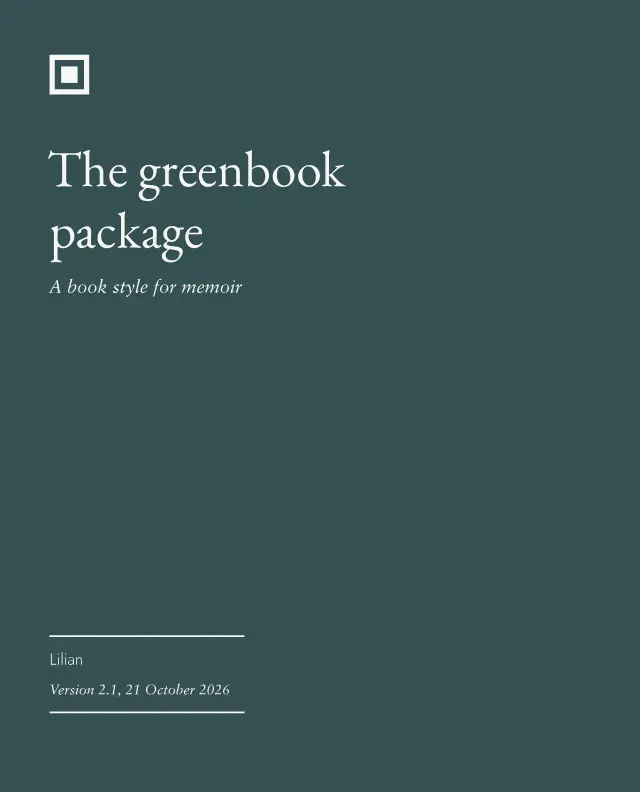 The greenbook
package
A book style for memoir
Lilian
Version 2.1, 21 October 2026